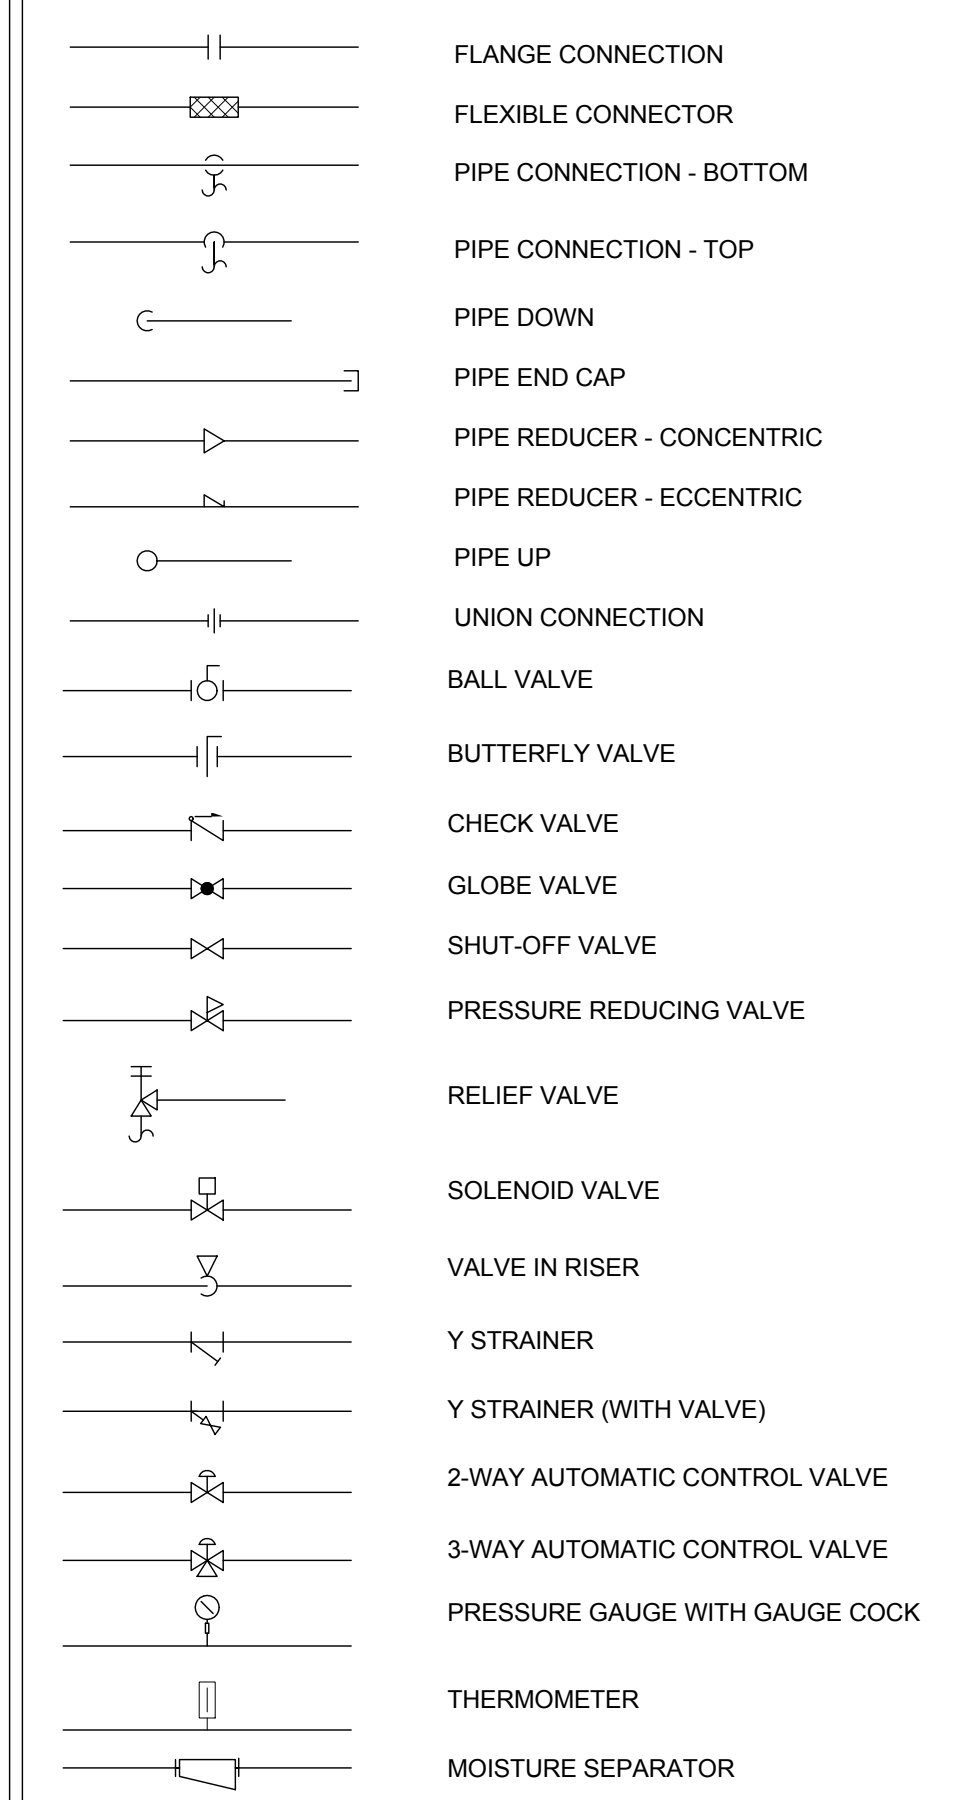 FLANGE CONNECTION
FLEXIBLE CONNECTOR
PIPE CONNECTION - BOTTOM
PIPE CONNECTION - TOP
PIPE DOWN
PIPE END CAP
PIPE REDUCER - CONCENTRIC
PIPE REDUCER - ECCENTRIC
PIPE UP
UNION CONNECTION
BALL VALVE
BUTTERFLY VALVE
CHECK VALVE
GLOBE VALVE
SHUT-OFF VALVE
PRESSURE REDUCING VALVE
RELIEF VALVE
SOLENOID VALVE
VALVE IN RISER
Y STRAINER
Y STRAINER (WITH VALVE)
2-WAY AUTOMATIC CONTROL VALVE
3-WAY AUTOMATIC CONTROL VALVE
PRESSURE GAUGE WITH GAUGE COCK
THERMOMETER
MOISTURE SEPARATOR